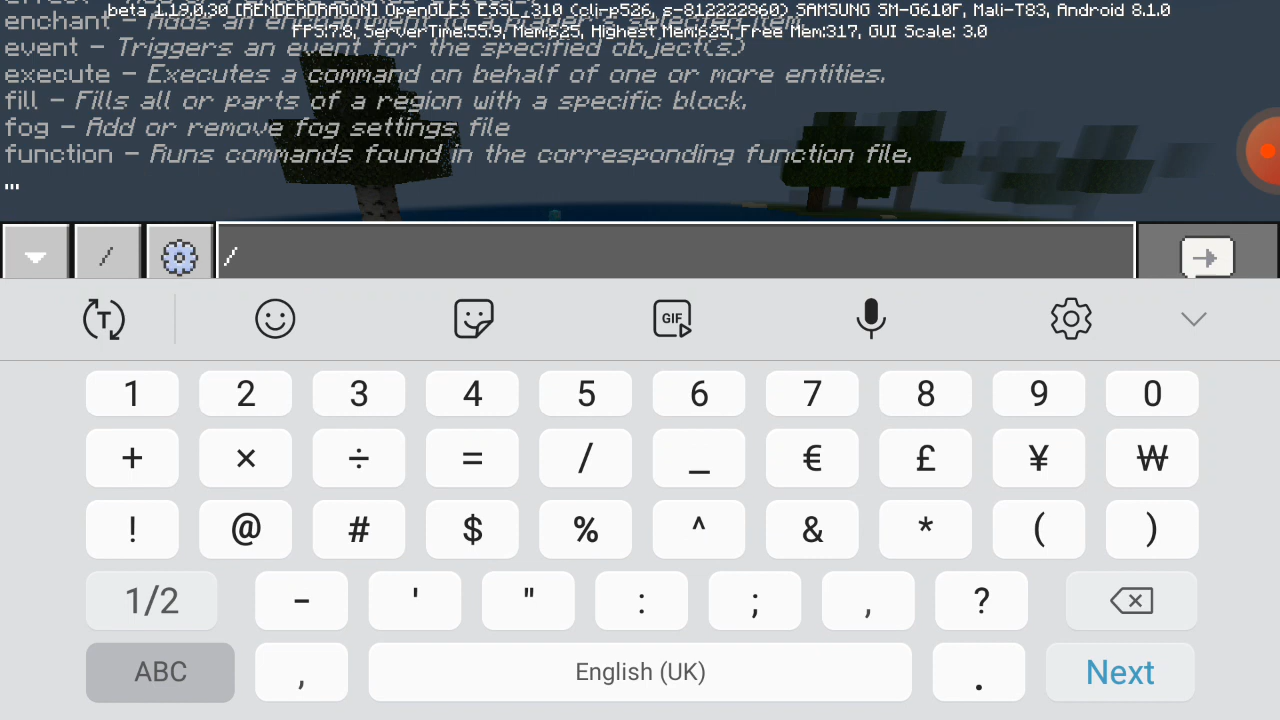 beta 1.19.0.30 [RENDERDRAGON] OpenGLES ESSL_310 (cli-p526, s-812222860) SAMSUNG SM-G610F, Mali-T83, Android 8.1.0
enchant - Adds an enchantment to a player's selected item.
FPS:7.8, ServerTime:55.9, Mem:625, Highest Mem:625, Free Mem:317, GUI Scale: 3.0
event - Triggers an event for the specified object(s)
execute - Executes a command on behalf of one or more entities.
fill - Fills all or parts of a region with a specific block.
fog - Add or remove fog settings file
function - Runs commands found in the corresponding function file.
...
/ /
T GIF
1 2 3 4 5 6 7 8 9 0
+ × ÷ = / _ € £ ¥ ₩
! @ # $ % ^ & * ( )
1/2 - ' " : ; , ?
ABC , English (UK) . Next